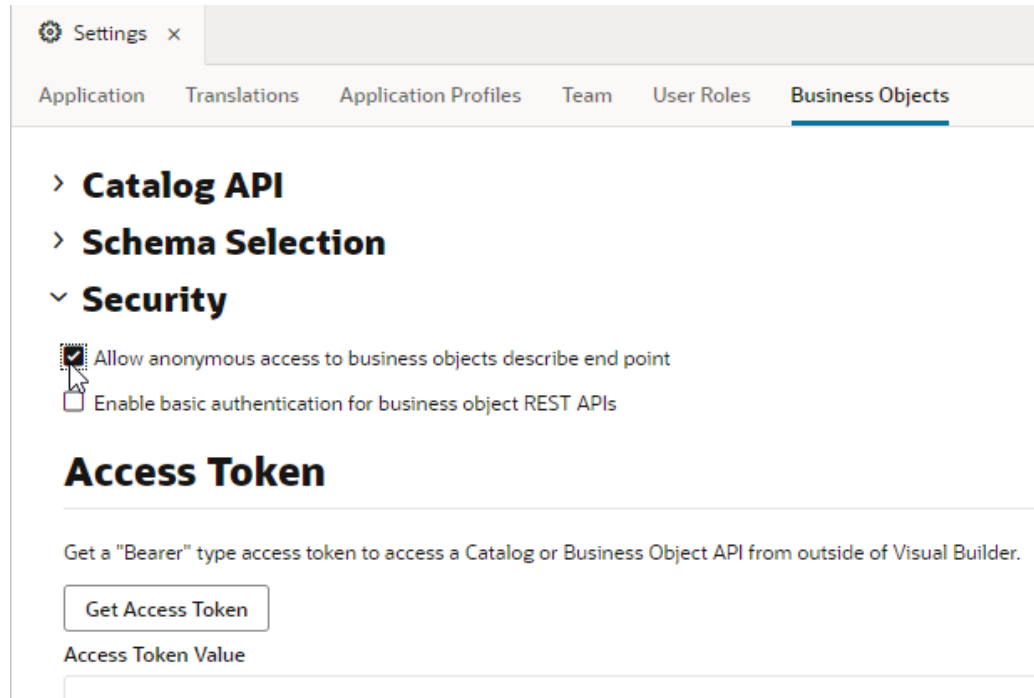 Settings
Application Translations Application Profiles Team User Roles Business Objects
Catalog API
Schema Selection
Security
Allow anonymous access to business objects describe end point
Enable basic authentication for business object REST APIs
Access Token
Get a "Bearer" type access token to access a Catalog or Business Object API from outside of Visual Builder.
Get Access Token
Access Token Value